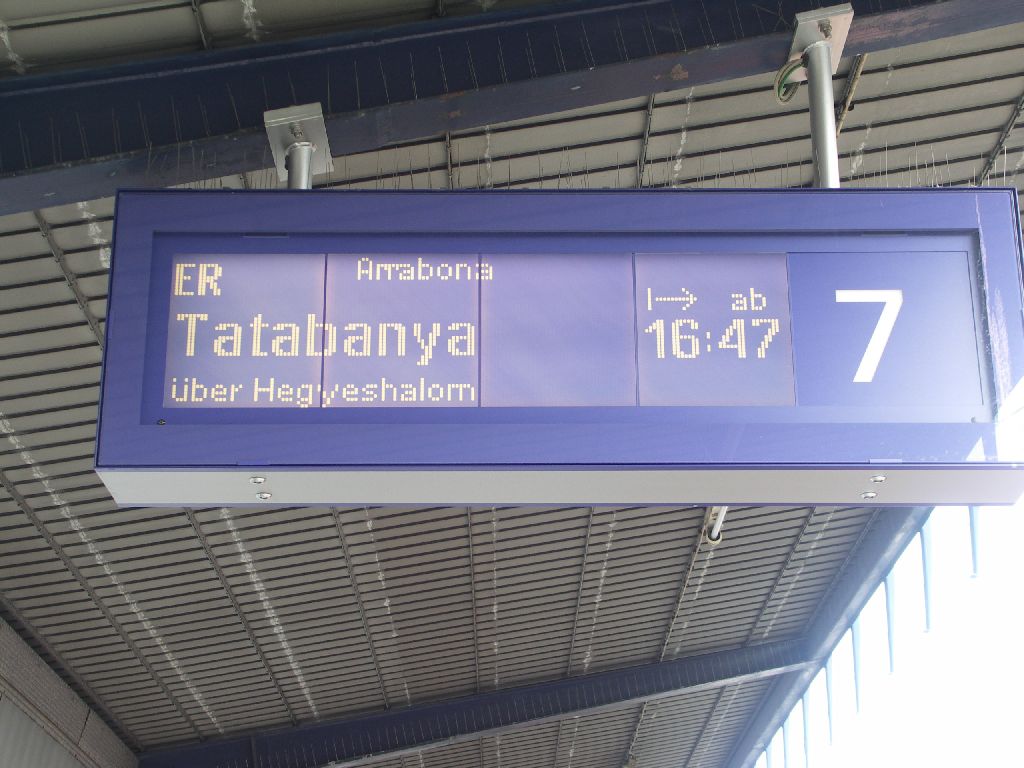 ER Arrabona
Tatabanya
über Hegyeshalom
ab
16:47
7